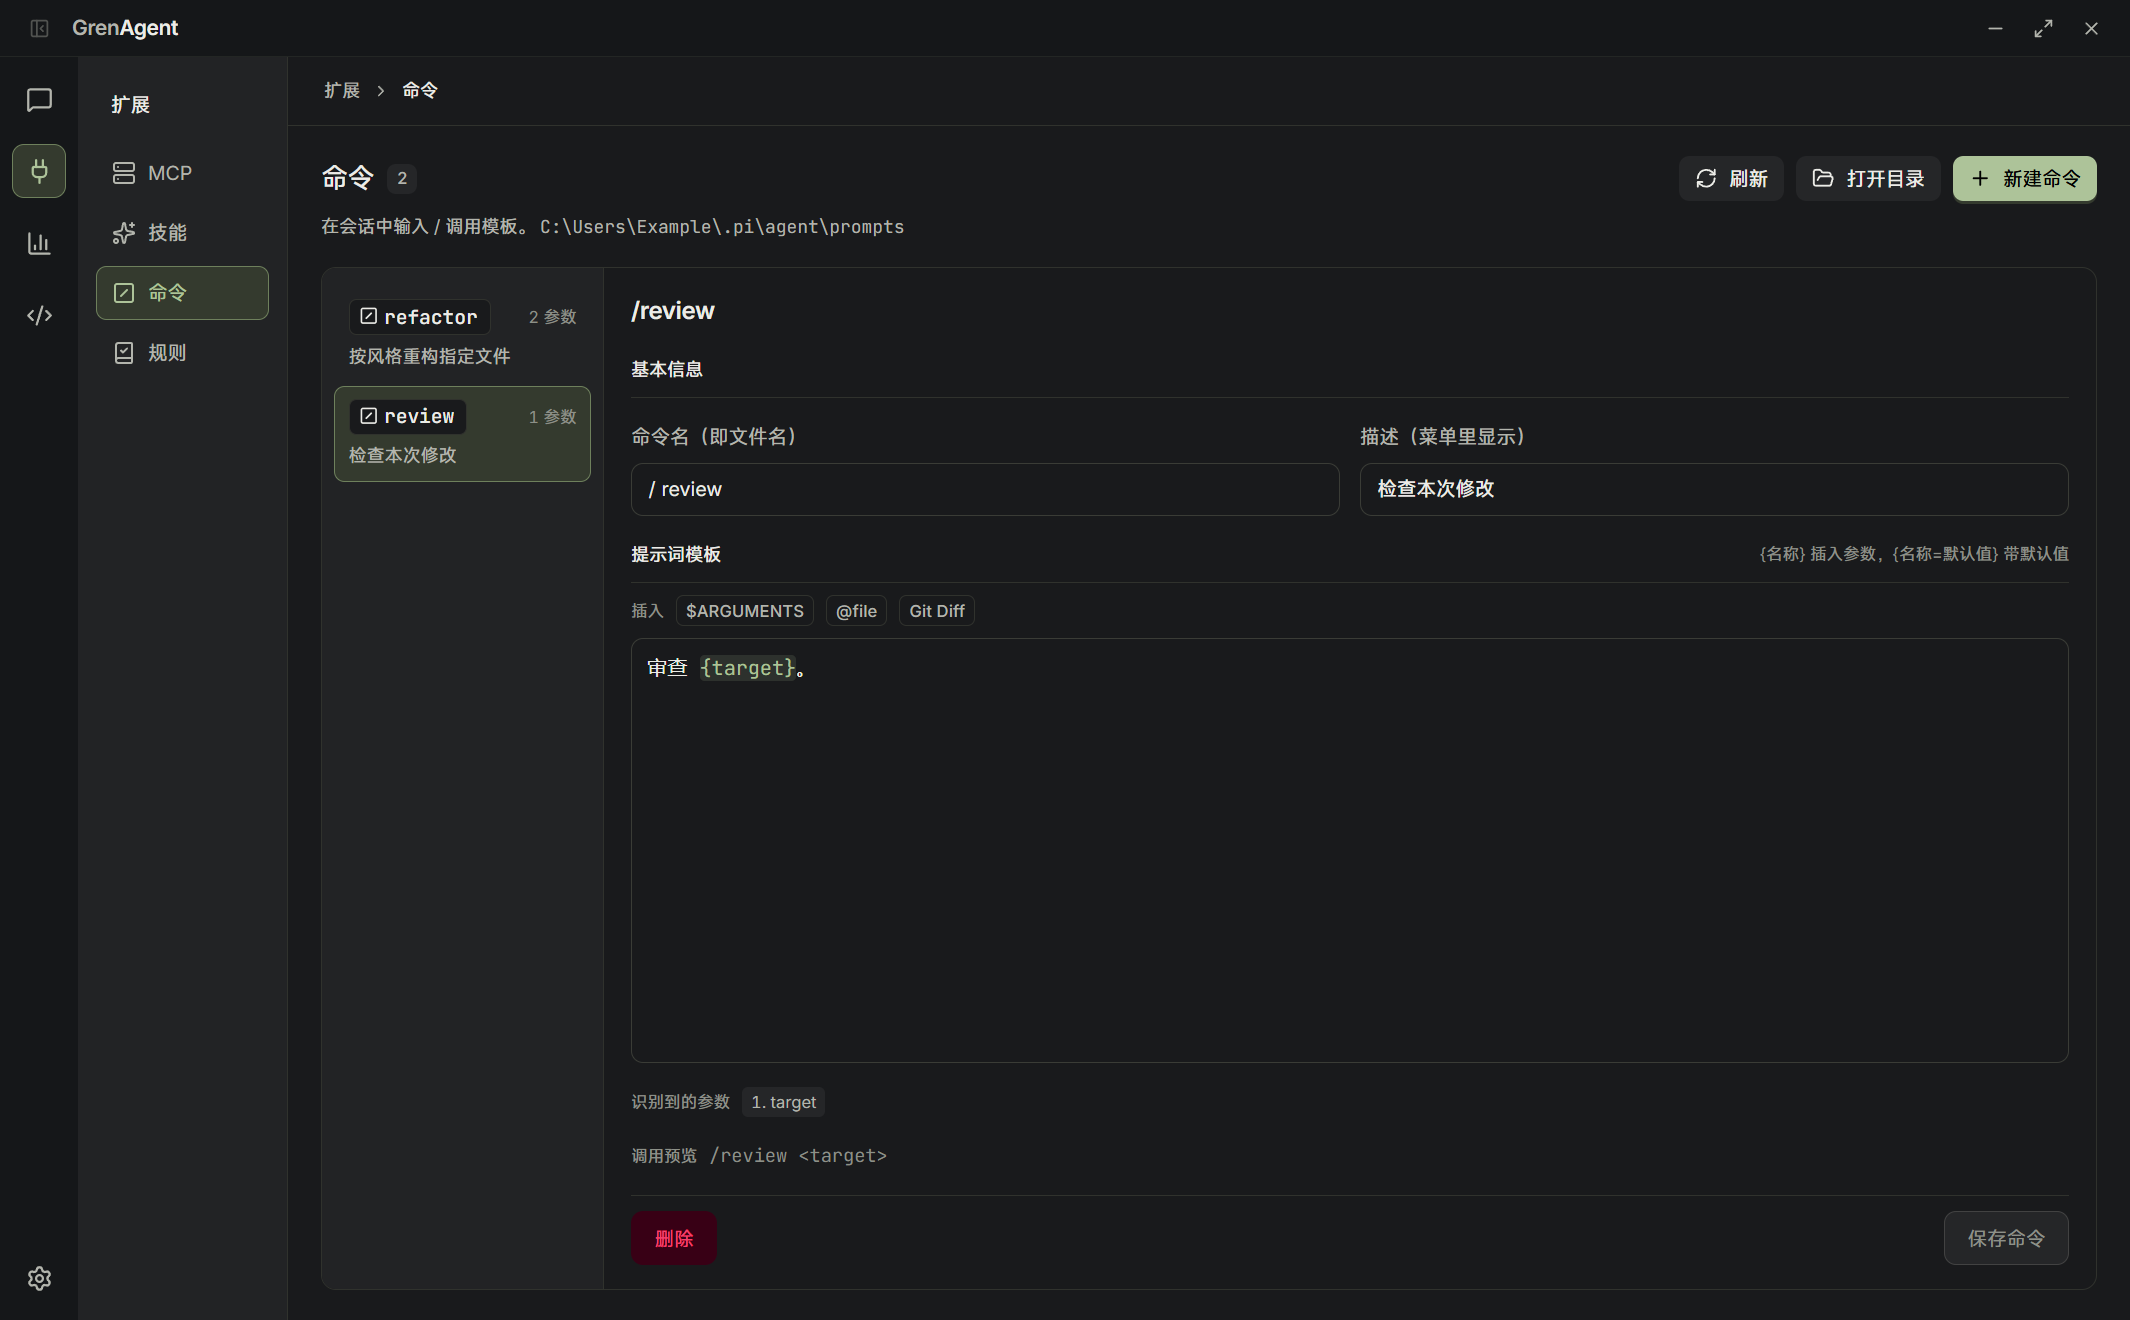 GrenAgent
扩展
MCP
技能
命令
规则
扩展 > 命令
命令 2
刷新
打开目录
+ 新建命令
在会话中输入 / 调用模板。 C:\Users\Example\.pi\agent\prompts
refactor 2 参数
按风格重构指定文件
review 1 参数
检查本次修改
/review
基本信息
命令名（即文件名）
描述（菜单里显示）
/ review
检查本次修改
提示词模板
{名称} 插入参数，{名称=默认值} 带默认值
插入 $ARGUMENTS @file Git Diff
审查 {target}。
识别到的参数 1. target
调用预览 /review <target>
删除
保存命令